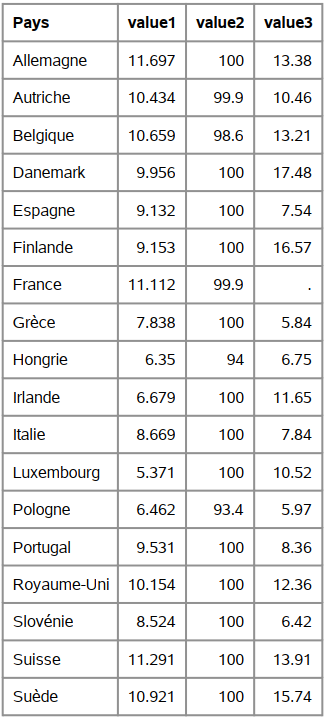 Pays value1 value2 value3
Allemagne 11.697 100 13.38
Autriche 10.434 99.9 10.46
Belgique 10.659 98.6 13.21
Danemark 9.956 100 17.48
Espagne 9.132 100 7.54
Finlande 9.153 100 16.57
France 11.112 99.9 .
Grèce 7.838 100 5.84
Hongrie 6.35 94 6.75
Irlande 6.679 100 11.65
Italie 8.669 100 7.84
Luxembourg 5.371 100 10.52
Pologne 6.462 93.4 5.97
Portugal 9.531 100 8.36
Royaume-Uni 10.154 100 12.36
Slovénie 8.524 100 6.42
Suisse 11.291 100 13.91
Suède 10.921 100 15.74